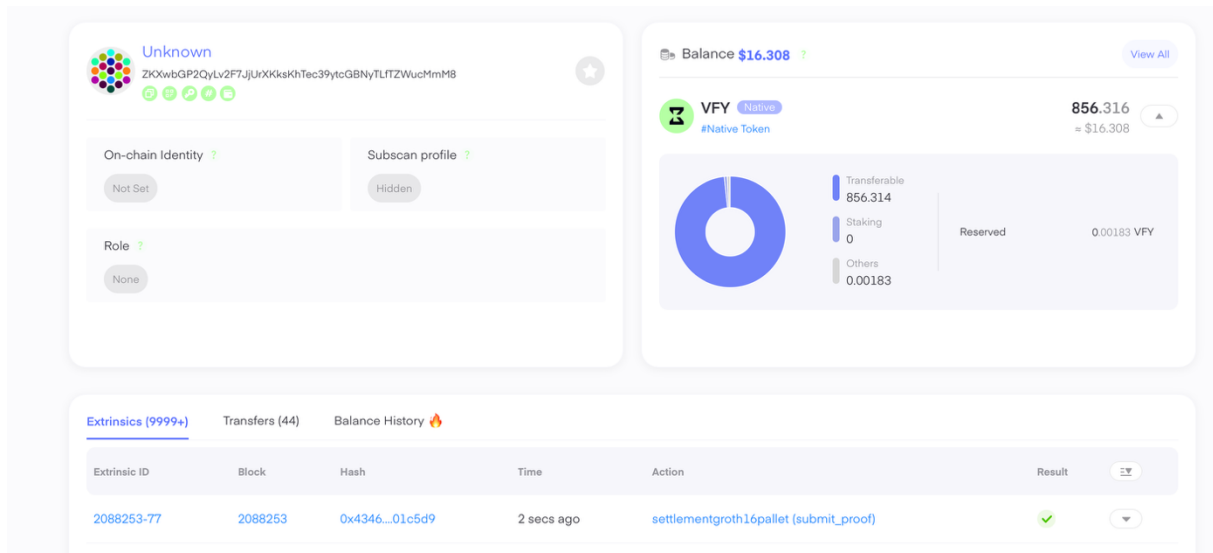 Unknown
ZKXwbGP2QyLv2F7JjUrXKksKhTec39ytcGBNyTLfTZWucMmM8
On-chain Identity ?
Not Set
Subscan profile ?
Hidden
Role ?
None
Balance $16.308 ?
View All
VFY Native
#Native Token
856.316
≈ $16.308
Transferable
856.314
Staking
0
Others
0.00183
Reserved 0.00183 VFY
Extrinsics (9999+) Transfers (44) Balance History 🔥
Extrinsic ID Block Hash Time Action Result
2088253-77 2088253 0x4346....01c5d9 2 secs ago settlementgroth16pallet (submit_proof)